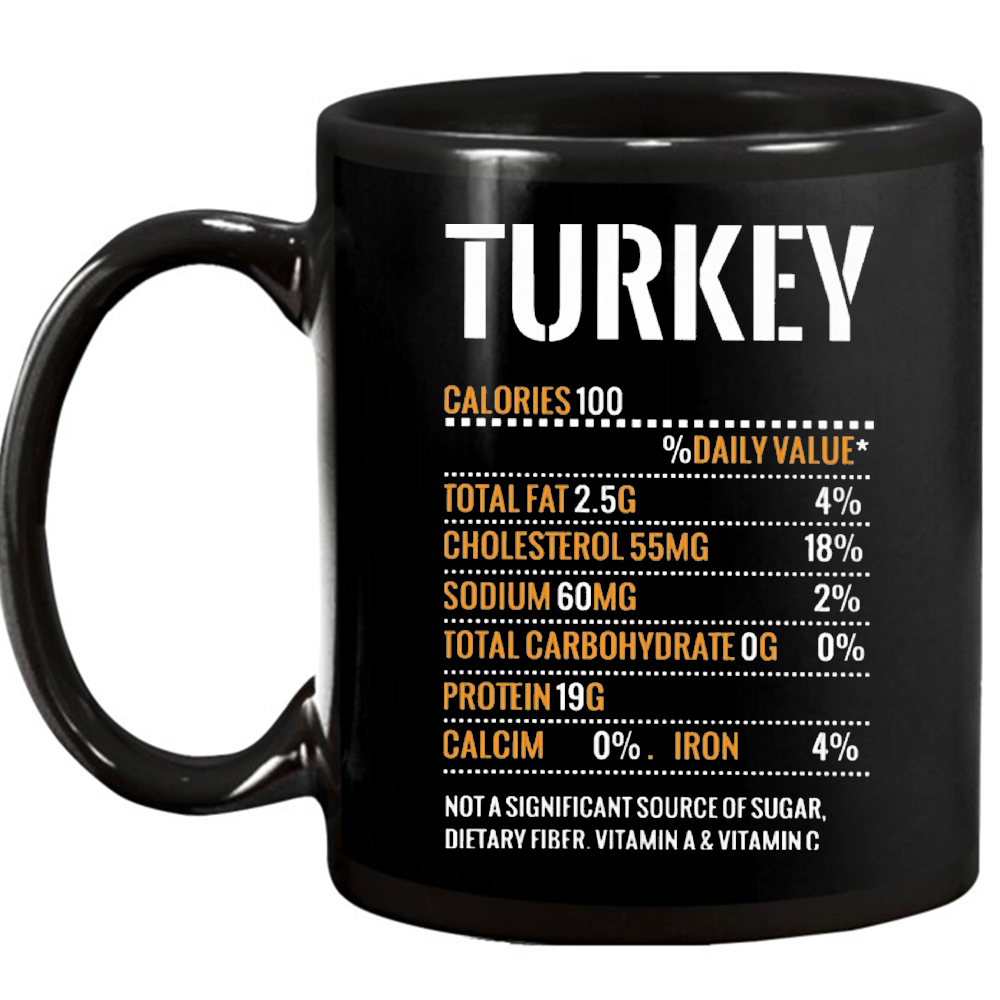 TURKEY
CALORIES 100
%DAILY VALUE*
TOTAL FAT 2.5G 4%
CHOLESTEROL 55MG 18%
SODIUM 60MG 2%
TOTAL CARBOHYDRATE 0G 0%
PROTEIN 19G
CALCIM 0% . IRON 4%
NOT A SIGNIFICANT SOURCE OF SUGAR,
DIETARY FIBER. VITAMIN A & VITAMIN C